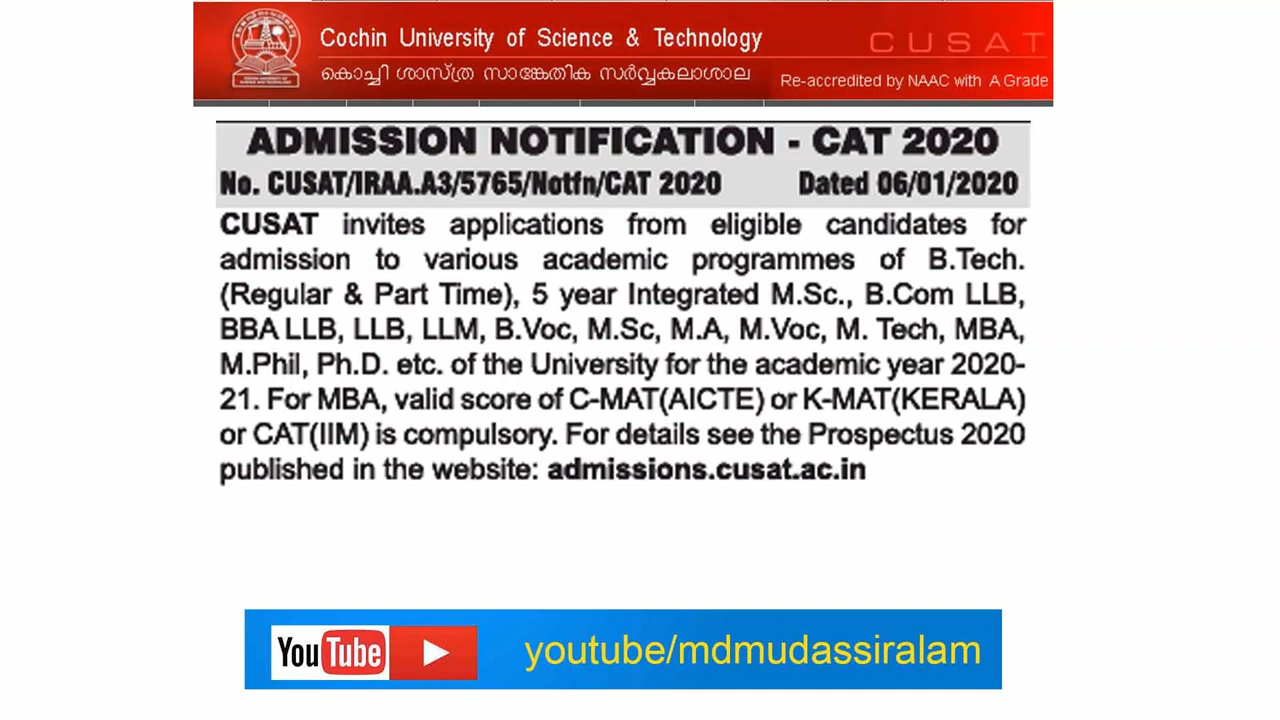 Cochin University of Science & Technology
CUSAT
കൊച്ചി ശാസ്ത്ര സാങ്കേതിക സർവ്വകലാശാല
Re-accredited by NAAC with A Grade
ADMISSION NOTIFICATION - CAT 2020
No. CUSAT/IRAA.A3/5765/Notfn/CAT 2020 Dated 06/01/2020
CUSAT invites applications from eligible candidates for
admission to various academic programmes of B.Tech.
(Regular & Part Time), 5 year Integrated M.Sc., B.Com LLB,
BBA LLB, LLB, LLM, B.Voc, M.Sc, M.A, M.Voc, M. Tech, MBA,
M.Phil, Ph.D. etc. of the University for the academic year 2020-
21. For MBA, valid score of C-MAT(AICTE) or K-MAT(KERALA)
or CAT(IIM) is compulsory. For details see the Prospectus 2020
published in the website: admissions.cusat.ac.in
YouTube
youtube/mdmudassiralam